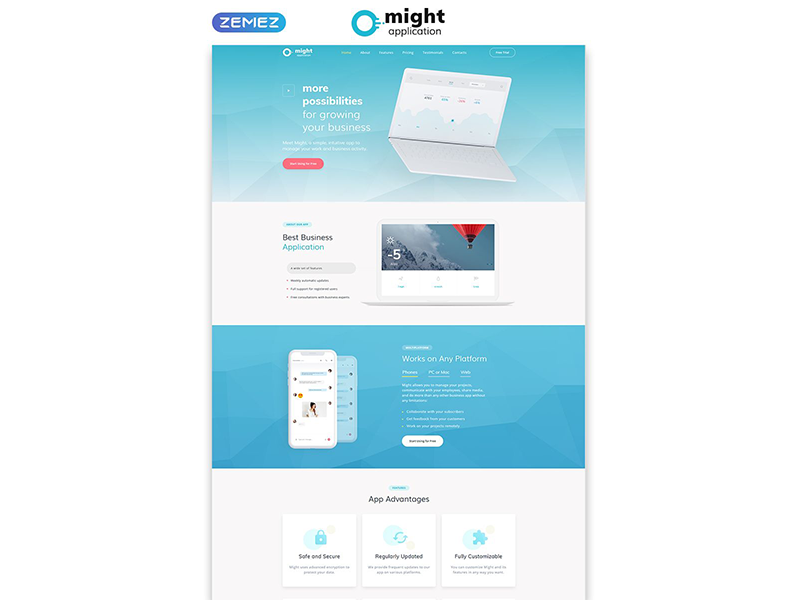 ZEMEZ
might
application
might
application
Home About Features Pricing Testimonials Contacts
more
possibilities
for growing
your business
Meet Might is simple, intuitive app to
manage your work and business activity.
Start Using for Free
Best Business
Application
A wide set of features
Weekly automatic updates
Full support for registered users
Free consultations with business experts
-5
Works on Any Platform
Phones PC or Mac Web
Might allows you to manage your projects,
communicate with your employees, share media,
and do more than any other business app without
any limitations.
Collaborate with your subscribers
Get feedback from your customers
Work on your projects remotely
Start Using for Free
FEATURES
App Advantages
Safe and Secure
Might uses advanced encryption to
protect your data.
Regularly Updated
We provide frequent updates to our
app on various platforms.
Fully Customizable
You can customize Might and its
features in any way you want.